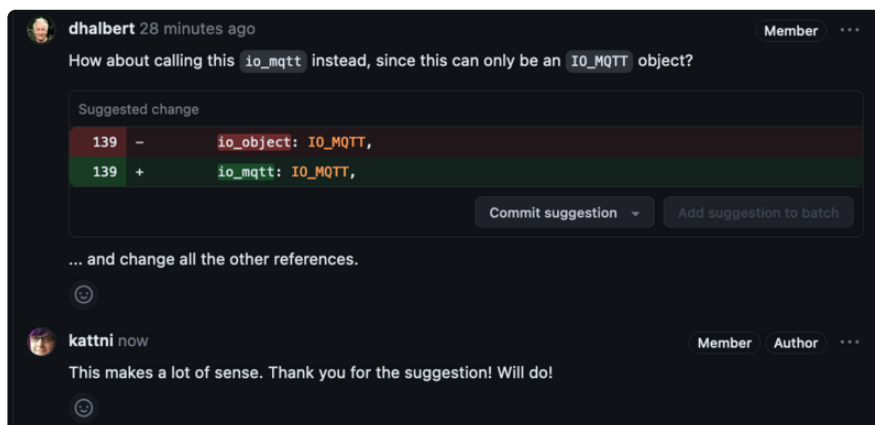 dhalbert 28 minutes ago Member ...
How about calling this io_mqtt instead, since this can only be an IO_MQTT object?
Suggested change
139 - io_object: IO_MQTT,
139 + io_mqtt: IO_MQTT,
Commit suggestion Add suggestion to batch
... and change all the other references.
kattni now Member Author ...
This makes a lot of sense. Thank you for the suggestion! Will do!